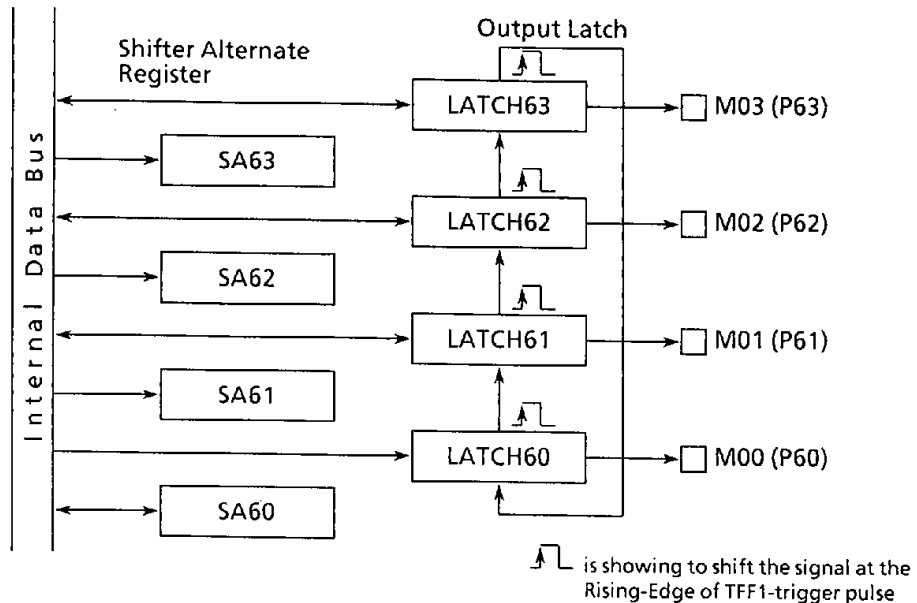 Output Latch
Shifter Alternate
Register
LATCH63
M03 (P63)
SA63
LATCH62
M02 (P62)
SA62
LATCH61
M01 (P61)
SA61
LATCH60
M00 (P60)
SA60
Internal Data Bus
is showing to shift the signal at the
Rising-Edge of TFF1-trigger pulse